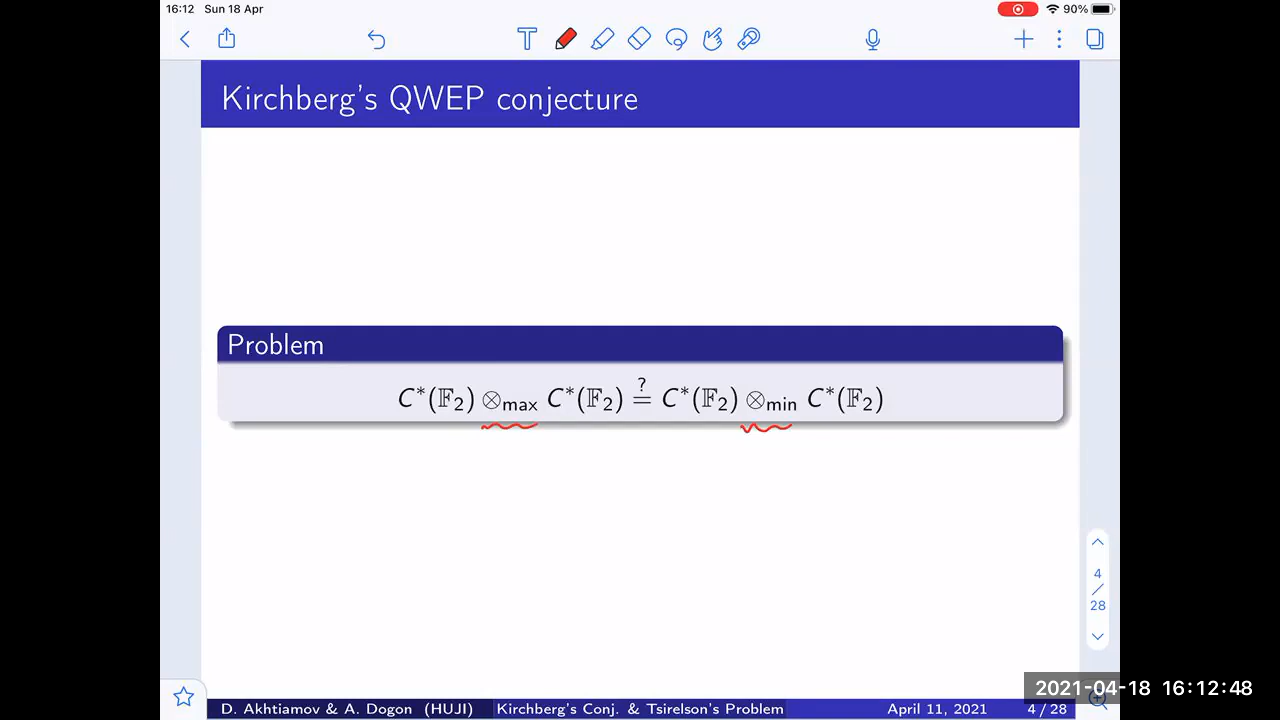 16:12 Sun 18 Apr 90%
T
Kirchberg's QWEP conjecture
Problem
C*(𝔽₂) ⊗max C*(𝔽₂) ≟ C*(𝔽₂) ⊗min C*(𝔽₂)
4
/
28
2021-04-18 16:12:48
D. Akhtiamov & A. Dogon (HUJI) Kirchberg's Conj. & Tsirelson's Problem April 11, 2021 4 / 28